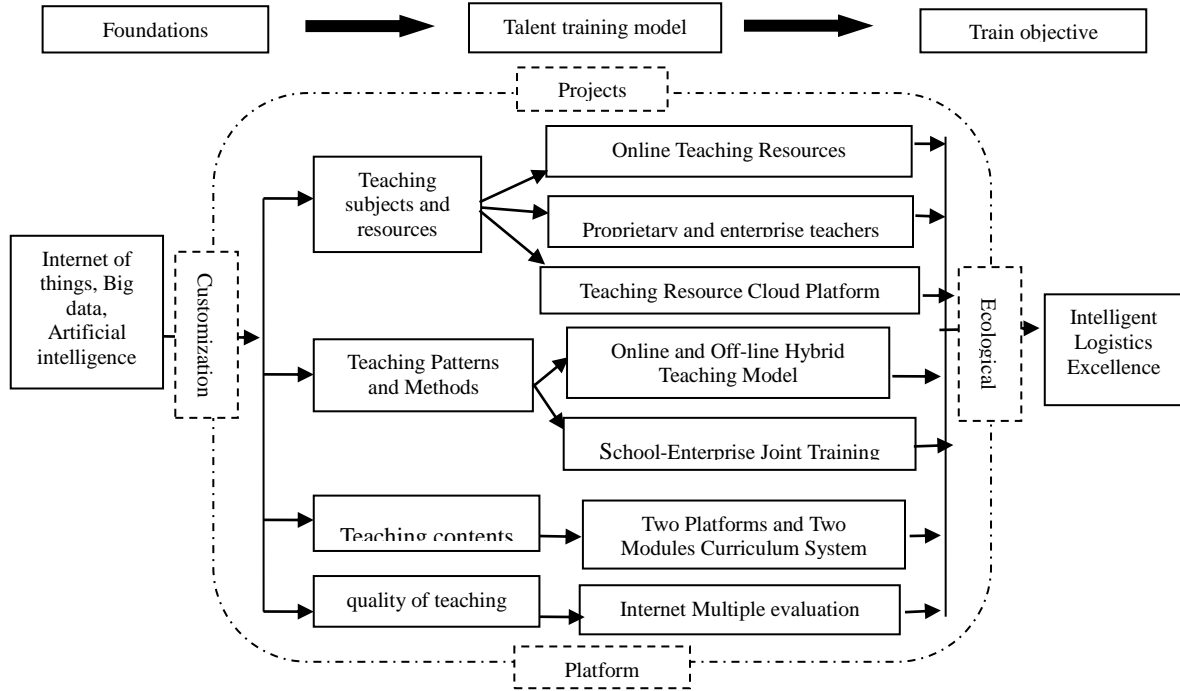 Foundations
Talent training model
Train objective
Projects
Online Teaching Resources
Teaching
subjects and
resources
Proprietary and enterprise teachers
Internet of
things, Big
data,
Artificial
intelligence
Customization
Teaching Resource Cloud Platform
Ecological
Intelligent
Logistics
Excellence
Teaching Patterns
and Methods
Online and Off-line Hybrid
Teaching Model
School-Enterprise Joint Training
Teaching contents
Two Platforms and Two
Modules Curriculum System
quality of teaching
Internet Multiple evaluation
Platform